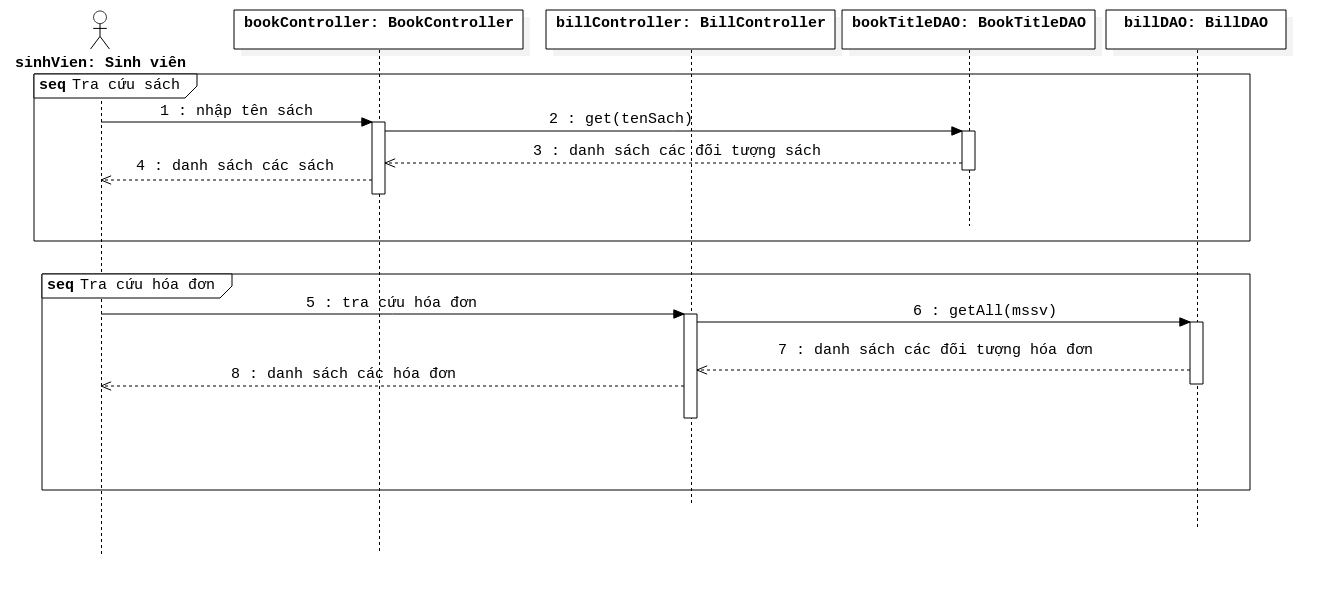 bookController: BookController
billController: BillController
bookTitleDAO: BookTitleDAO
billDAO: BillDAO
sinhVien: Sinh viên
seq Tra cứu sách
1 : nhập tên sách
2 : get(tenSach)
3 : danh sách các đối tượng sách
4 : danh sách các sách
seq Tra cứu hóa đơn
5 : tra cứu hóa đơn
6 : getAll(mssv)
7 : danh sách các đối tượng hóa đơn
8 : danh sách các hóa đơn